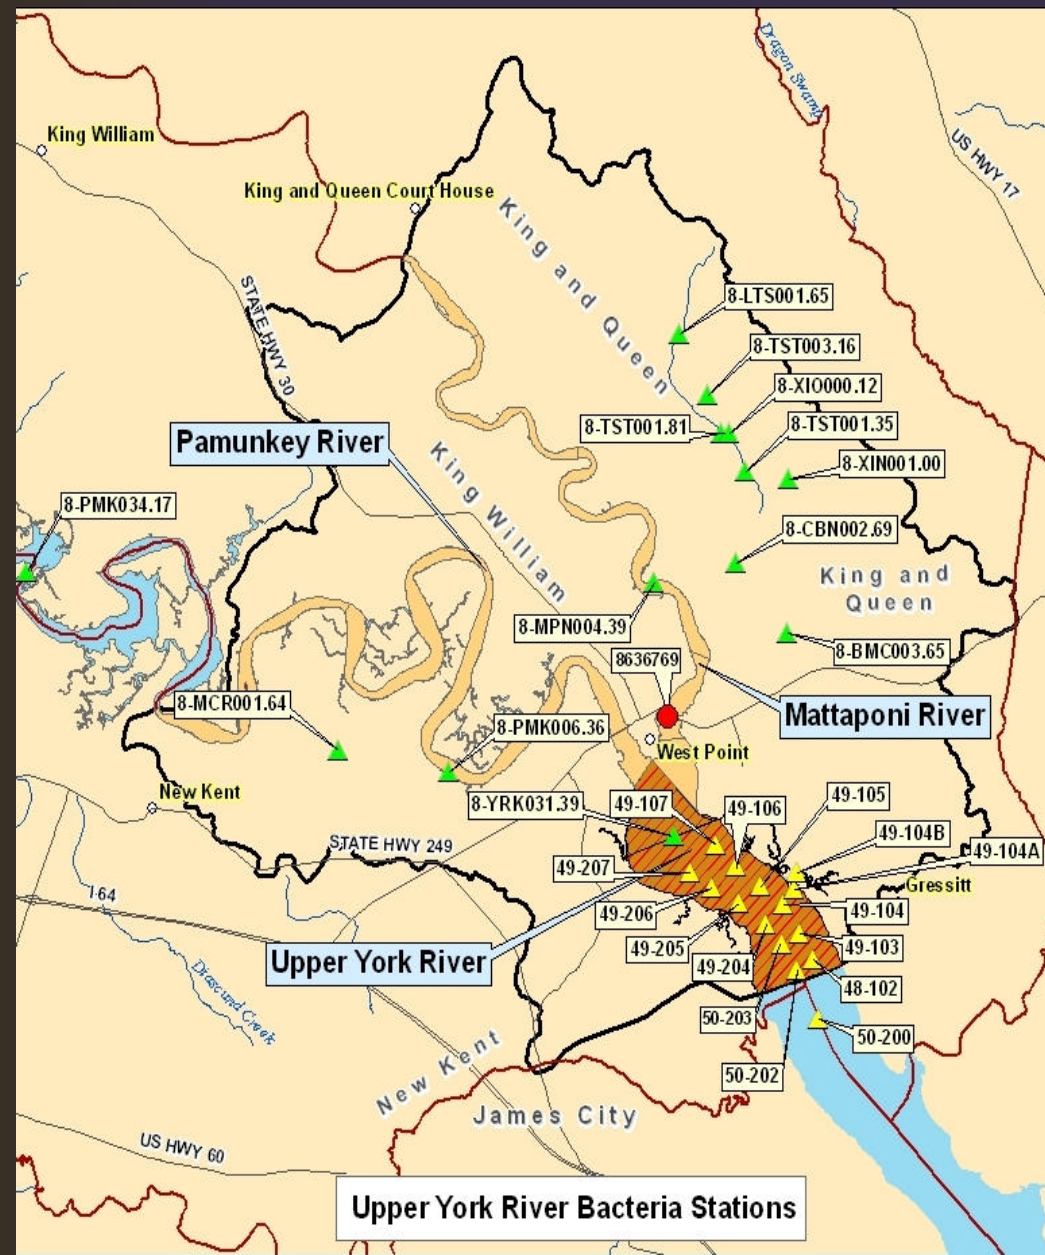 Dragon Swamp
King William
US HWY 17
King and Queen Court House
King and Queen
STATE HWY 30
8-LTS001.65
8-TST003.16
8-XIO000.12
8-TST001.81
8-TST001.35
Pamunkey River
King William
8-XIN001.00
8-PMK034.17
8-CBN002.69
King and
Queen
8-MPN004.39
8-BMC003.65
8636769
8-MCR001.64
Mattaponi River
8-PMK006.36
West Point
New Kent
8-YRK031.39
49-107
49-106
49-105
49-104B
49-104A
STATE HWY 249
49-207
Gressitt
I-64
49-206
49-104
49-205
49-103
Upper York River
49-204
48-102
Drascund Creek
50-203
50-200
50-202
New Kent
James City
US HWY 60
Upper York River Bacteria Stations